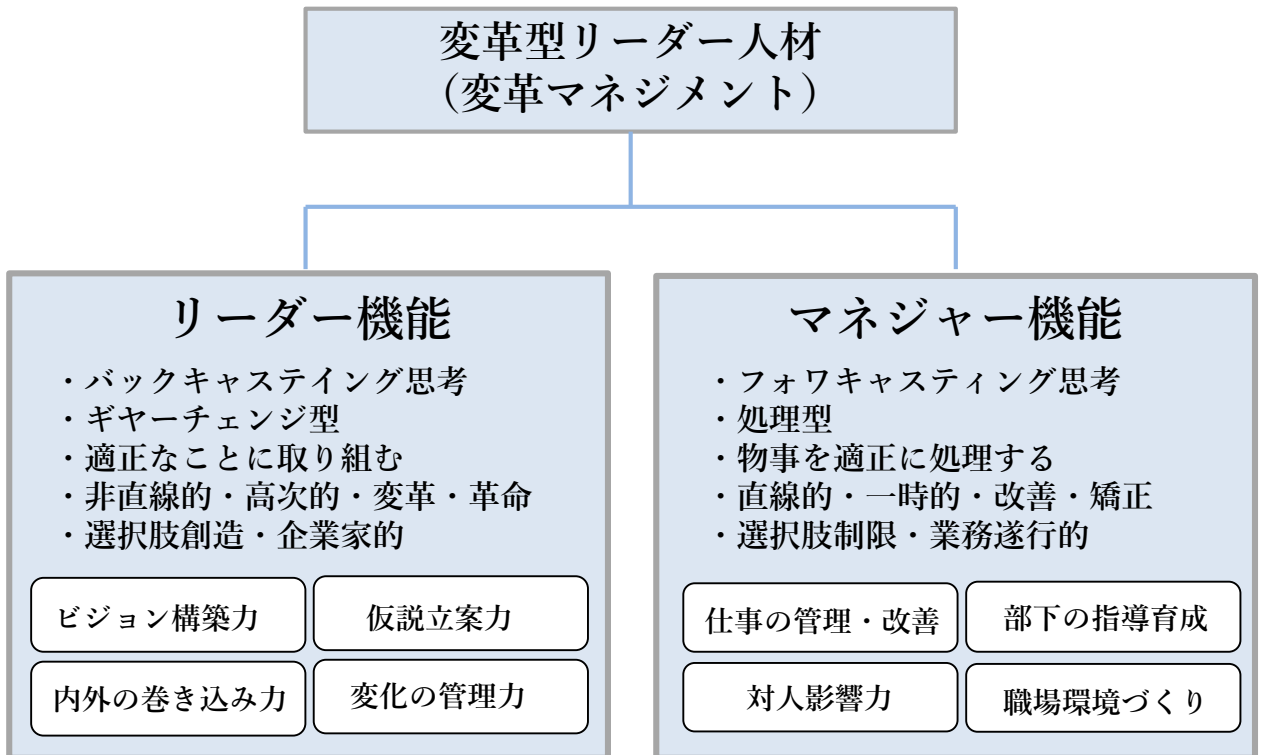 変革型リーダー人材
（変革マネジメント）
リーダー機能
・バックキャステイング思考
・ギヤーチェンジ型
・適正なことに取り組む
・非直線的・高次的・変革・革命
・選択肢創造・企業家的
ビジョン構築力
仮説立案力
内外の巻き込み力
変化の管理力
マネジャー機能
・フォワキャスティング思考
・処理型
・物事を適正に処理する
・直線的・一時的・改善・矯正
・選択肢制限・業務遂行的
仕事の管理・改善
部下の指導育成
対人影響力
職場環境づくり